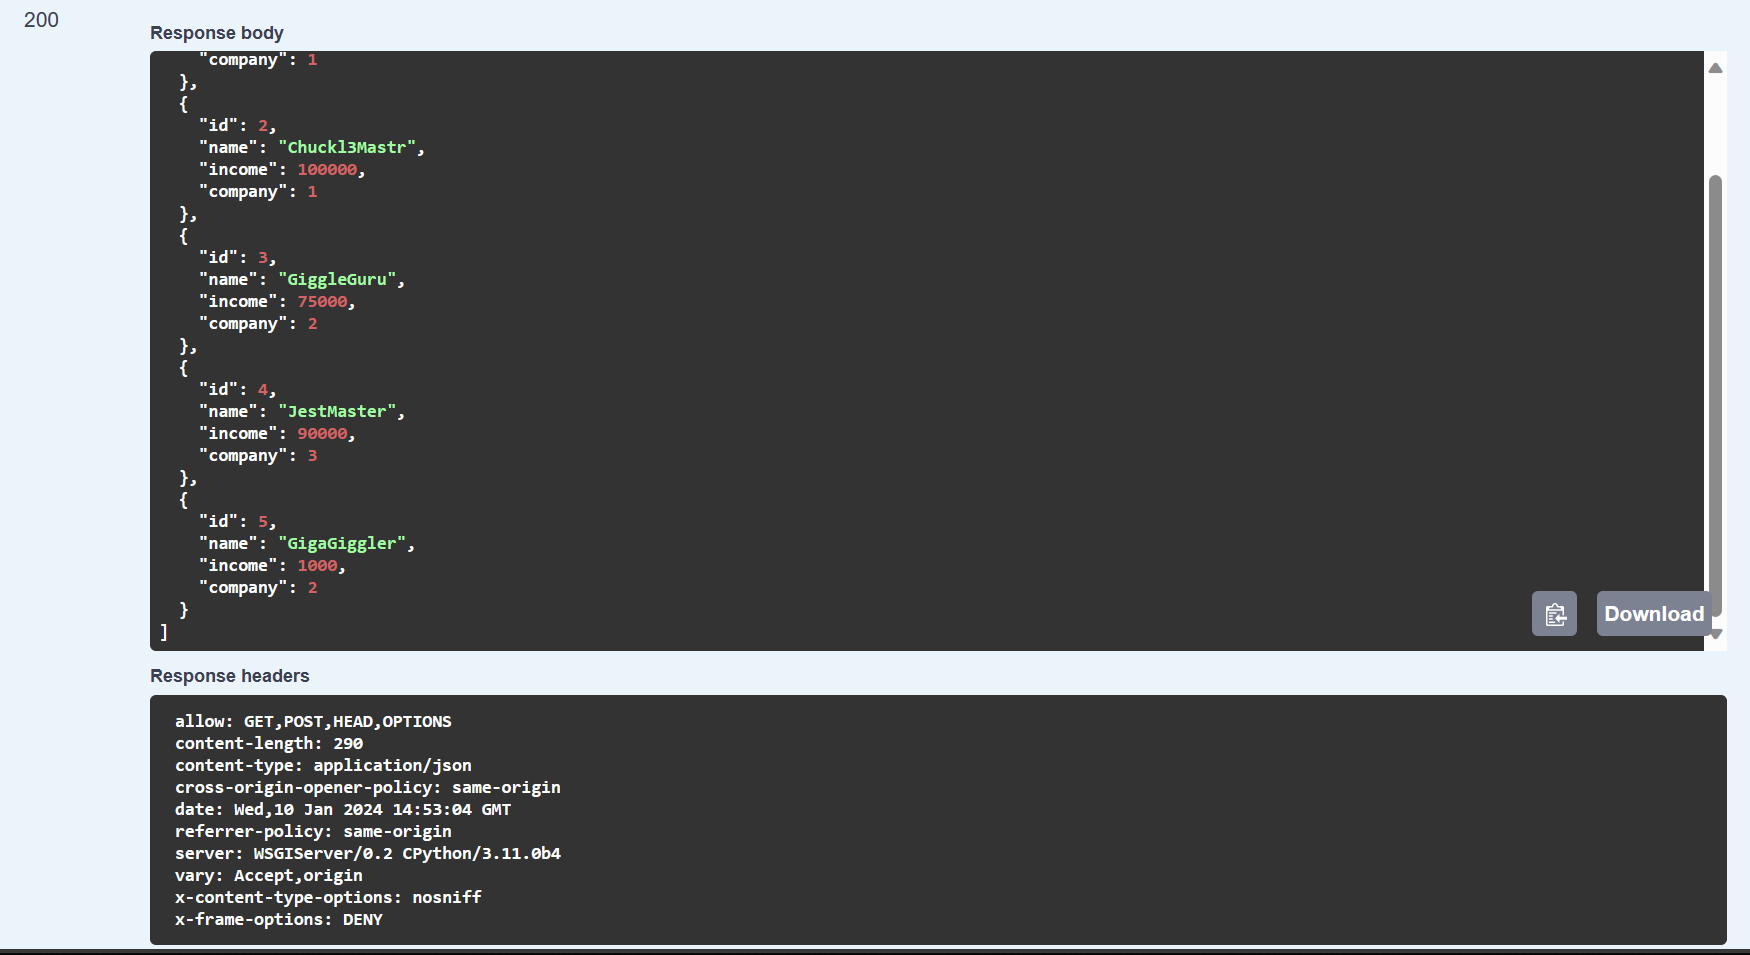 200
Response body
"company": 1
},
{
"id": 2,
"name": "Chuckl3Mastr",
"income": 100000,
"company": 1
},
{
"id": 3,
"name": "GiggleGuru",
"income": 75000,
"company": 2
},
{
"id": 4,
"name": "JestMaster",
"income": 90000,
"company": 3
},
{
"id": 5,
"name": "GigaGiggler",
"income": 1000,
"company": 2
}
]
Download
Response headers
allow: GET,POST,HEAD,OPTIONS
content-length: 290
content-type: application/json
cross-origin-opener-policy: same-origin
date: Wed,10 Jan 2024 14:53:04 GMT
referrer-policy: same-origin
server: WSGIServer/0.2 CPython/3.11.0b4
vary: Accept,origin
x-content-type-options: nosniff
x-frame-options: DENY